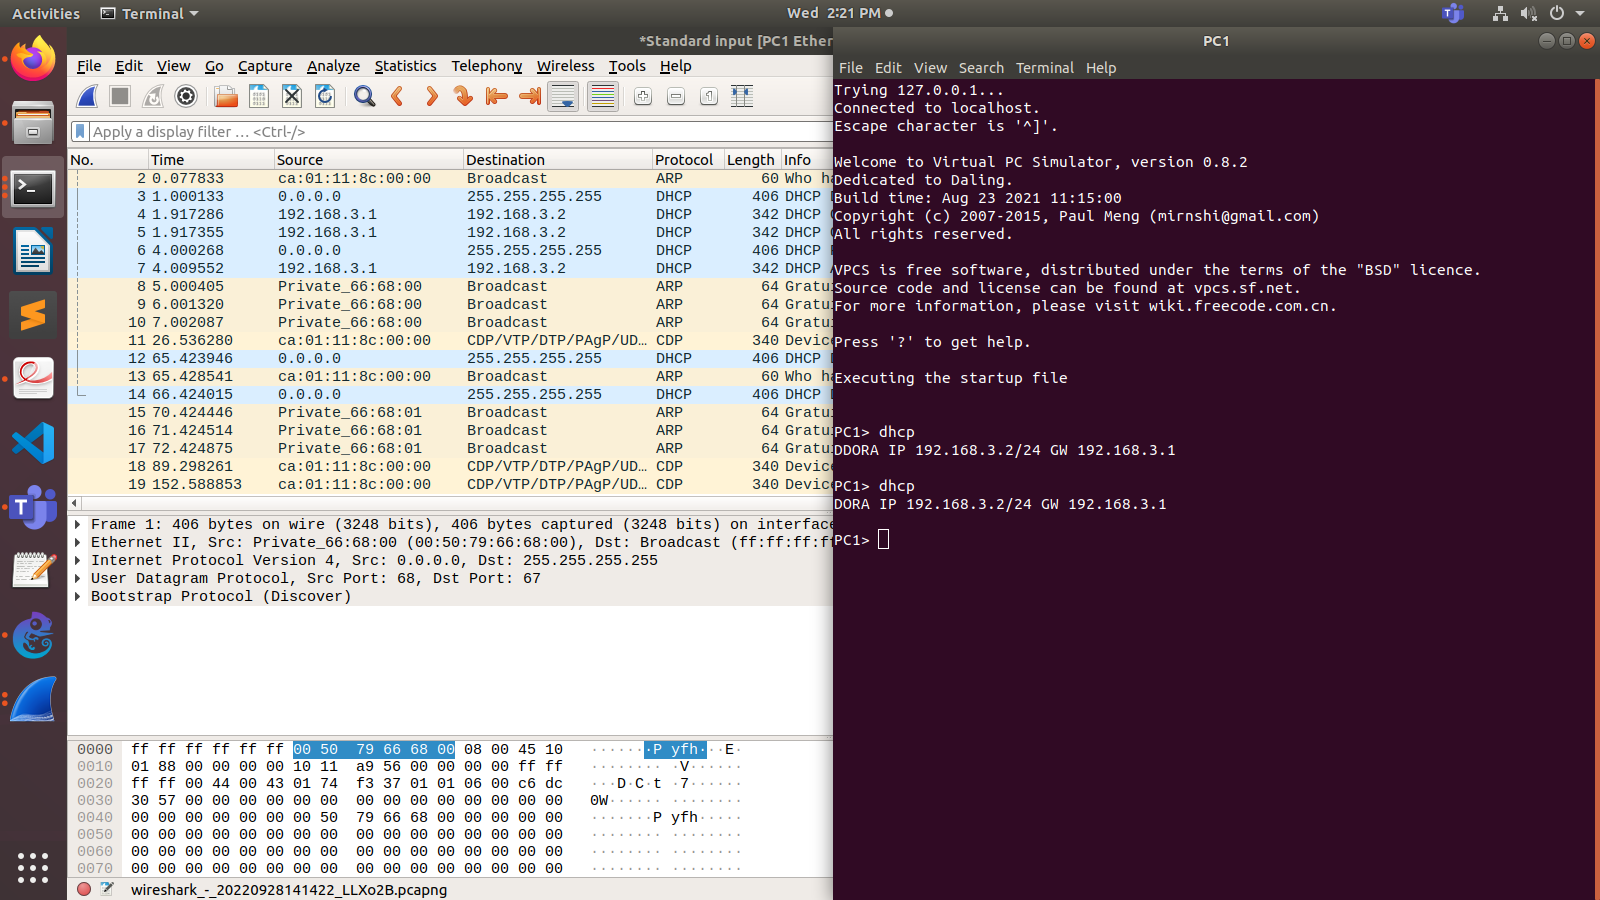 Activities Terminal Wed 2:21 PM
*Standard input [PC1 Ether
File Edit View Go Capture Analyze Statistics Telephony Wireless Tools Help
Apply a display filter … <Ctrl-/>
No. Time Source Destination Protocol Length Info
2 0.077833 ca:01:11:8c:00:00 Broadcast ARP 60 Who ha
3 1.000133 0.0.0.0 255.255.255.255 DHCP 406 DHCP D
4 1.917286 192.168.3.1 192.168.3.2 DHCP 342 DHCP O
5 1.917355 192.168.3.1 192.168.3.2 DHCP 342 DHCP O
6 4.000268 0.0.0.0 255.255.255.255 DHCP 406 DHCP R
7 4.009552 192.168.3.1 192.168.3.2 DHCP 342 DHCP A
8 5.000405 Private_66:68:00 Broadcast ARP 64 Gratui
9 6.001320 Private_66:68:00 Broadcast ARP 64 Gratui
10 7.002087 Private_66:68:00 Broadcast ARP 64 Gratui
11 26.536280 ca:01:11:8c:00:00 CDP/VTP/DTP/PAgP/UD… CDP 340 Device
12 65.423946 0.0.0.0 255.255.255.255 DHCP 406 DHCP D
13 65.428541 ca:01:11:8c:00:00 Broadcast ARP 60 Who ha
14 66.424015 0.0.0.0 255.255.255.255 DHCP 406 DHCP D
15 70.424446 Private_66:68:01 Broadcast ARP 64 Gratui
16 71.424514 Private_66:68:01 Broadcast ARP 64 Gratui
17 72.424875 Private_66:68:01 Broadcast ARP 64 Gratui
18 89.298261 ca:01:11:8c:00:00 CDP/VTP/DTP/PAgP/UD… CDP 340 Device
19 152.588853 ca:01:11:8c:00:00 CDP/VTP/DTP/PAgP/UD… CDP 340 Device
Frame 1: 406 bytes on wire (3248 bits), 406 bytes captured (3248 bits) on interface
Ethernet II, Src: Private_66:68:00 (00:50:79:66:68:00), Dst: Broadcast (ff:ff:ff:ff
Internet Protocol Version 4, Src: 0.0.0.0, Dst: 255.255.255.255
User Datagram Protocol, Src Port: 68, Dst Port: 67
Bootstrap Protocol (Discover)
0000 ff ff ff ff ff ff 00 50 79 66 68 00 08 00 45 10 ·······P yfh···E·
0010 01 88 00 00 00 00 10 11 a9 56 00 00 00 00 ff ff ········ ·V······
0020 ff ff 00 44 00 43 01 74 f3 37 01 01 06 00 c6 dc ···D·C·t ·7······
0030 30 57 00 00 00 00 00 00 00 00 00 00 00 00 00 00 0W······ ········
0040 00 00 00 00 00 00 00 50 79 66 68 00 00 00 00 00 ·······P yfh·····
0050 00 00 00 00 00 00 00 00 00 00 00 00 00 00 00 00 ········ ········
0060 00 00 00 00 00 00 00 00 00 00 00 00 00 00 00 00 ········ ········
0070 00 00 00 00 00 00 00 00 00 00 00 00 00 00 00 00 ········ ········
wireshark_-_20220928141422_LLXo2B.pcapng
PC1
File Edit View Search Terminal Help
Trying 127.0.0.1...
Connected to localhost.
Escape character is '^]'.
Welcome to Virtual PC Simulator, version 0.8.2
Dedicated to Daling.
Build time: Aug 23 2021 11:15:00
Copyright (c) 2007-2015, Paul Meng (mirnshi@gmail.com)
All rights reserved.
VPCS is free software, distributed under the terms of the "BSD" licence.
Source code and license can be found at vpcs.sf.net.
For more information, please visit wiki.freecode.com.cn.
Press '?' to get help.
Executing the startup file
PC1> dhcp
DDORA IP 192.168.3.2/24 GW 192.168.3.1
PC1> dhcp
DORA IP 192.168.3.2/24 GW 192.168.3.1
PC1>